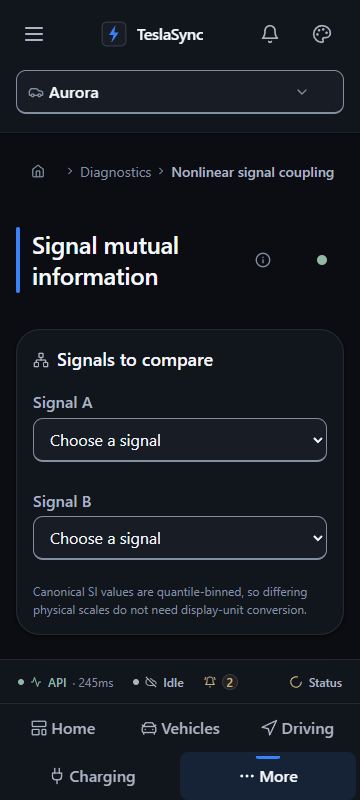 TeslaSync
Aurora
Diagnostics
Nonlinear signal coupling
Signal mutual
information
Signals to compare
Signal A
Choose a signal
Signal B
Choose a signal
Canonical SI values are quantile-binned, so differing
physical scales do not need display-unit conversion.
API · 245ms
Idle
2
Status
Home
Vehicles
Driving
Charging
More